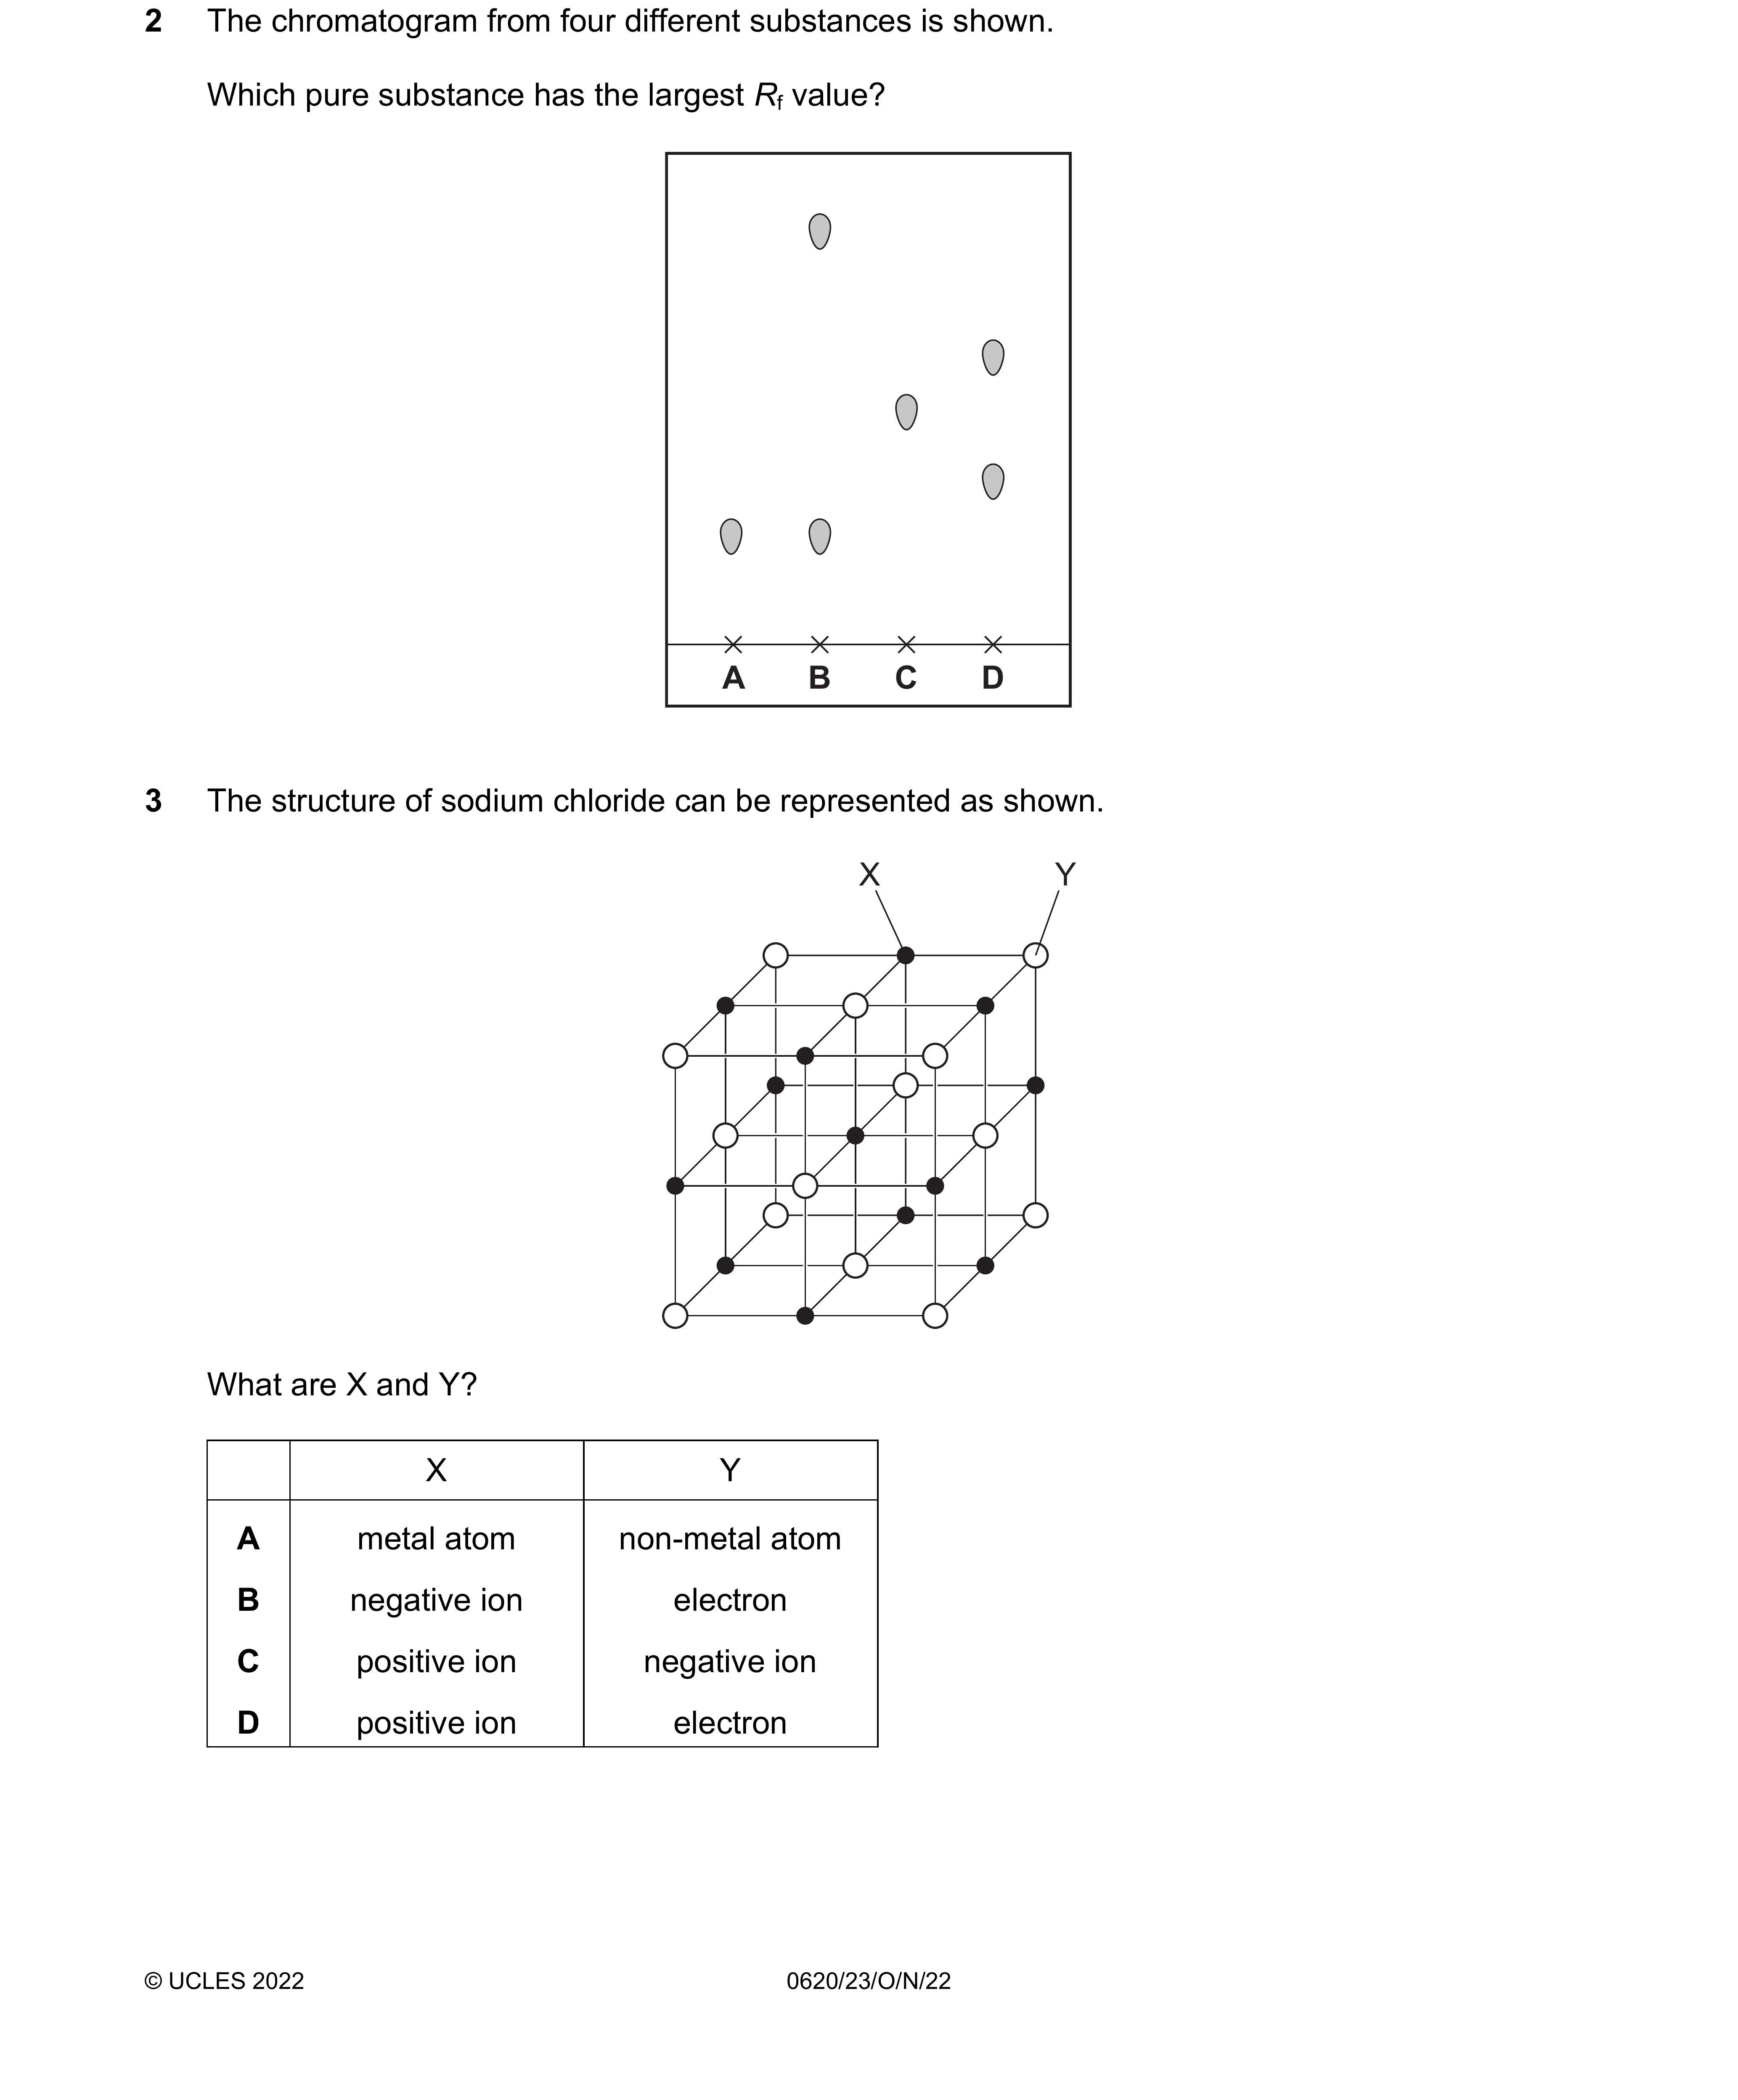 2 The chromatogram from four different substances is shown.
Which pure substance has the largest Rf value?
A B C D
3 The structure of sodium chloride can be represented as shown.
X Y
What are X and Y?
X Y
A metal atom non-metal atom
B negative ion electron
C positive ion negative ion
D positive ion electron
© UCLES 2022 0620/23/O/N/22